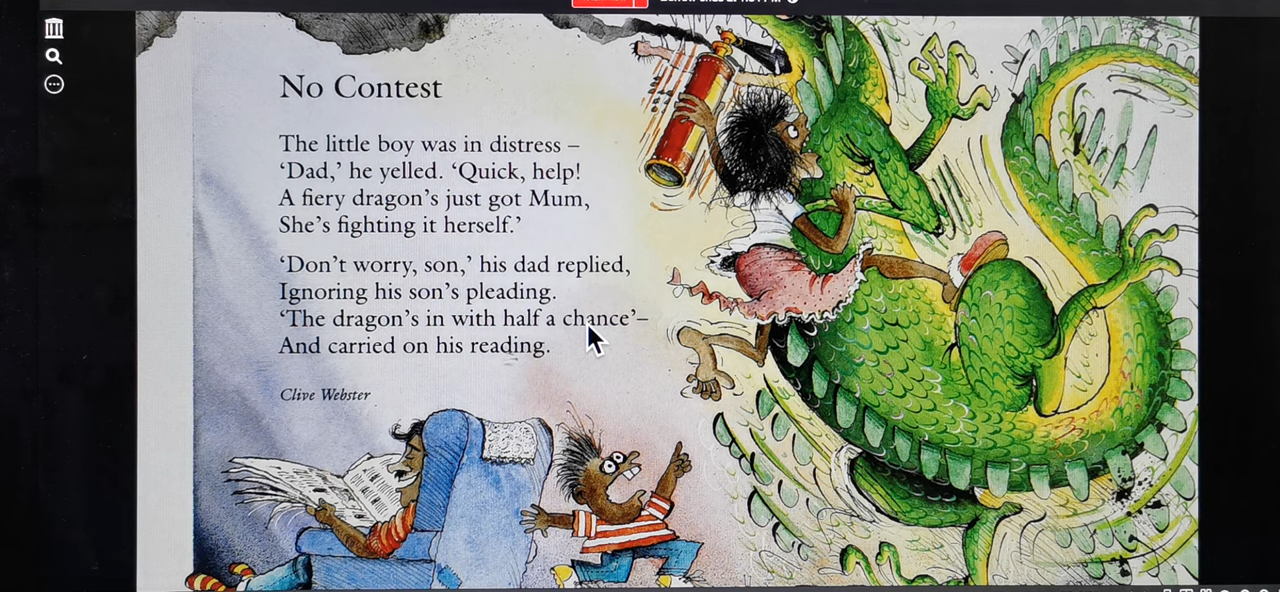 No Contest
The little boy was in distress –
‘Dad,’ he yelled. ‘Quick, help!
A fiery dragon’s just got Mum,
She’s fighting it herself.’
‘Don’t worry, son,’ his dad replied,
Ignoring his son’s pleading.
‘The dragon’s in with half a chance’–
And carried on his reading.
Clive Webster